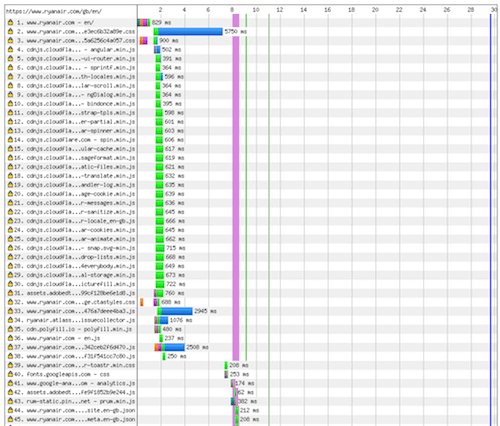 https://www.ryanair.com/gb/en/
2 4 6 8 10 12 14 16 18 20 22 24 26 28 30
1. www.ryanair.com - en/ 829 ms
2. www.ryanair.com...e3ec6b32a89e.css 5750 ms
3. www.ryanair.com...5a6256c4a057.css 900 ms
4. cdnjs.cloudfla... - angular.min.js 502 ms
5. cdnjs.cloudfla...-ui-router.min.js 391 ms
6. cdnjs.cloudfla... - sprintf.min.js 364 ms
7. cdnjs.cloudfla...th-locales.min.js 596 ms
8. cdnjs.cloudfla...lar-scroll.min.js 364 ms
9. cdnjs.cloudfla... - ngDialog.min.js 364 ms
10. cdnjs.cloudfla... - bindonce.min.js 395 ms
11. cdnjs.cloudfla...strap-tpls.min.js 598 ms
12. cdnjs.cloudfla...er-partial.min.js 601 ms
13. cdnjs.cloudfla...ar-spinner.min.js 603 ms
14. cdnjs.cloudflare.com - spin.min.js 606 ms
15. cdnjs.cloudfla...ular-cache.min.js 617 ms
16. cdnjs.cloudfla...sageformat.min.js 619 ms
17. cdnjs.cloudfla...atic-files.min.js 621 ms
18. cdnjs.cloudfla...-translate.min.js 632 ms
19. cdnjs.cloudfla...andler-log.min.js 635 ms
20. cdnjs.cloudfla...age-cookie.min.js 639 ms
21. cdnjs.cloudfla...r-messages.min.js 636 ms
22. cdnjs.cloudfla...r-sanitize.min.js 645 ms
23. cdnjs.cloudfla...r-locale_en-gb.js 666 ms
24. cdnjs.cloudfla...ar-cookies.min.js 645 ms
25. cdnjs.cloudfla...ar-animate.min.js 662 ms
26. cdnjs.cloudfla... - snap.svg-min.js 715 ms
27. cdnjs.cloudfla...drop-lists.min.js 668 ms
28. cdnjs.cloudfla...4everybody.min.js 649 ms
29. cdnjs.cloudfla...al-storage.min.js 673 ms
30. cdnjs.cloudfla...icturefill.min.js 722 ms
31. assets.adobedt...99cf128be6e1d8.js 760 ms
32. www.ryanair.com...ge.ctastyles.css 688 ms
33. www.ryanair.com...476a7deee4ba3.js 2945 ms
34. ryanair.atlass...issuecollector.js 1076 ms
35. cdn.polyfill.io - polyfill.min.js 480 ms
36. www.ryanair.com - en.js 237 ms
37. www.ryanair.com...342ceb2f6d470.js 2508 ms
38. www.ryanair.com...f31f541cc7c80.js 250 ms
39. www.ryanair.com...r-toastr.min.css 208 ms
40. fonts.googleapis.com - css 253 ms
41. www.google-ana...om - analytics.js 174 ms
42. assets.adobedt...fe9f1852b9e244.js 62 ms
43. rum-static.pin...net - prum.min.js 382 ms
44. www.ryanair.com...site.en-gb.json 212 ms
45. www.ryanair.com...meta.en-gb.json 208 ms